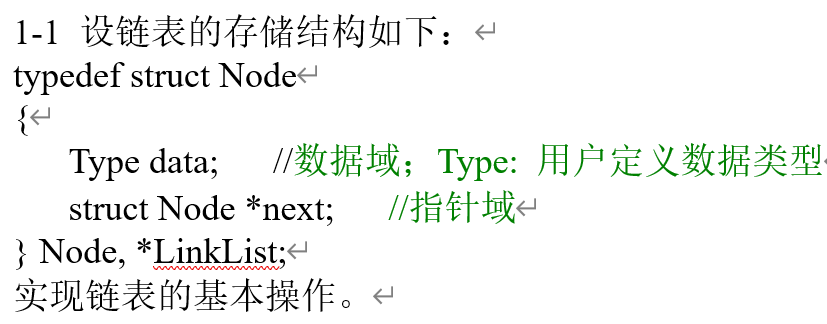 1-1 设链表的存储结构如下：
typedef struct Node
{
Type data; //数据域；Type: 用户定义数据类型
struct Node *next; //指针域
} Node, *LinkList;
实现链表的基本操作。